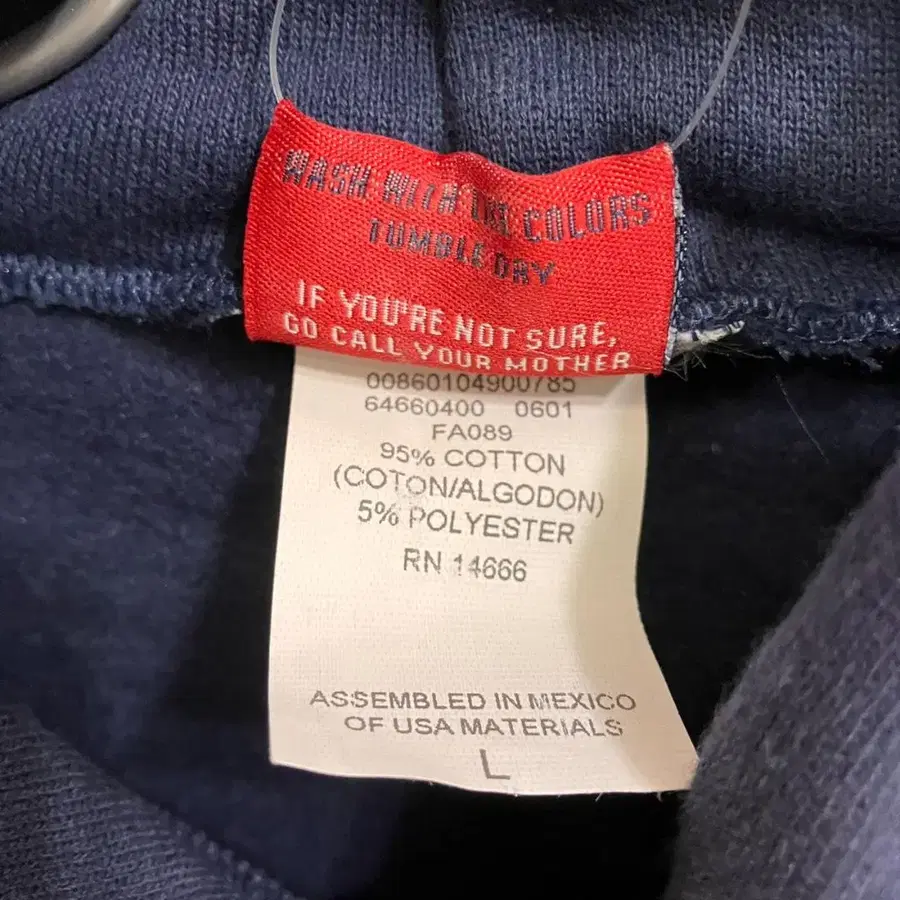 WASH WITH LIKE COLORS
TUMBLE DRY
IF YOU'RE NOT SURE,
GO CALL YOUR MOTHER
00860104900785
64660400 0601
FA089
95% COTTON
(COTON/ALGODON)
5% POLYESTER
RN 14666
ASSEMBLED IN MEXICO
OF USA MATERIALS
L